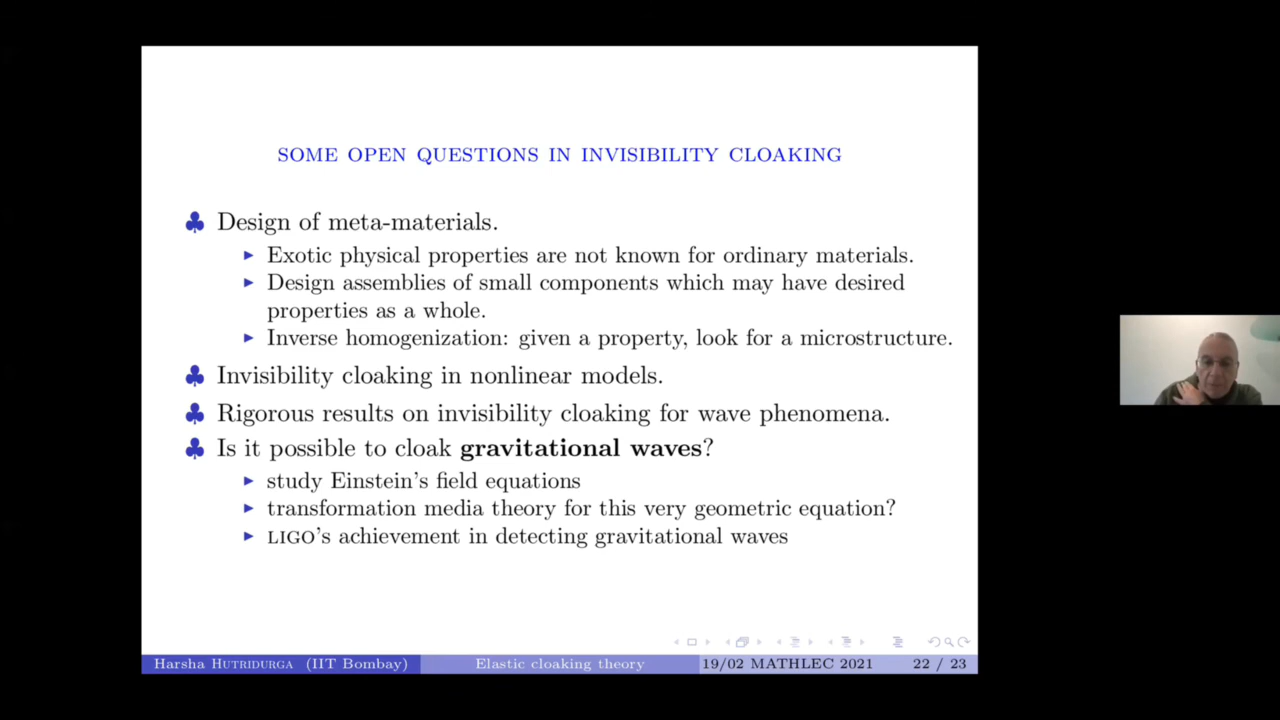 SOME OPEN QUESTIONS IN INVISIBILITY CLOAKING
♣ Design of meta-materials.
▶ Exotic physical properties are not known for ordinary materials.
▶ Design assemblies of small components which may have desired
properties as a whole.
▶ Inverse homogenization: given a property, look for a microstructure.
♣ Invisibility cloaking in nonlinear models.
♣ Rigorous results on invisibility cloaking for wave phenomena.
♣ Is it possible to cloak gravitational waves?
▶ study Einstein's field equations
▶ transformation media theory for this very geometric equation?
▶ LIGO's achievement in detecting gravitational waves
Harsha HUTRIDURGA (IIT Bombay) Elastic cloaking theory 19/02 MATHLEC 2021 22 / 23